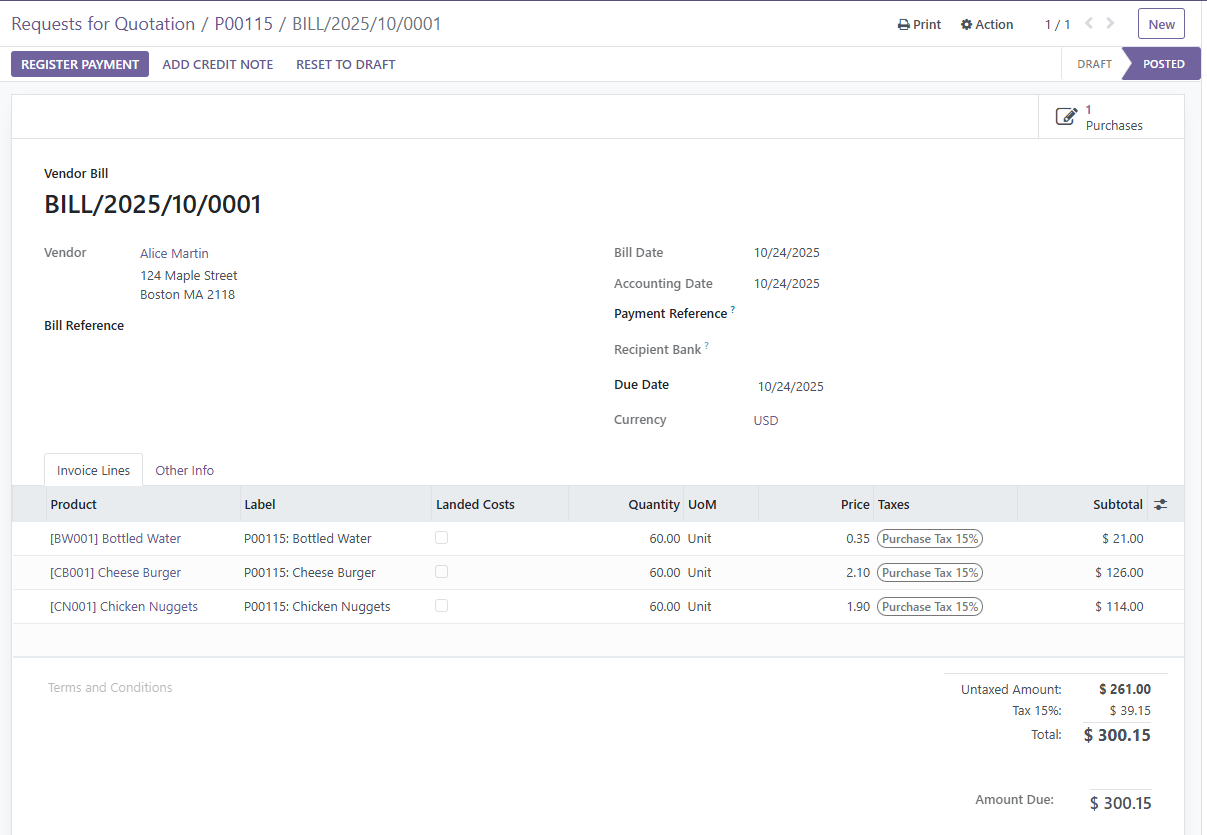 Requests for Quotation / P00115 / BILL/2025/10/0001 Print Action 1 / 1 New
REGISTER PAYMENT ADD CREDIT NOTE RESET TO DRAFT DRAFT POSTED
1
Purchases
Vendor Bill
BILL/2025/10/0001
Vendor Alice Martin
124 Maple Street
Boston MA 2118
Bill Reference
Bill Date 10/24/2025
Accounting Date 10/24/2025
Payment Reference ?
Recipient Bank ?
Due Date 10/24/2025
Currency USD
Invoice Lines Other Info
Product Label Landed Costs Quantity UoM Price Taxes Subtotal
[BW001] Bottled Water P00115: Bottled Water 60.00 Unit 0.35 Purchase Tax 15% $ 21.00
[CB001] Cheese Burger P00115: Cheese Burger 60.00 Unit 2.10 Purchase Tax 15% $ 126.00
[CN001] Chicken Nuggets P00115: Chicken Nuggets 60.00 Unit 1.90 Purchase Tax 15% $ 114.00
Terms and Conditions
Untaxed Amount: $ 261.00
Tax 15%: $ 39.15
Total: $ 300.15
Amount Due: $ 300.15